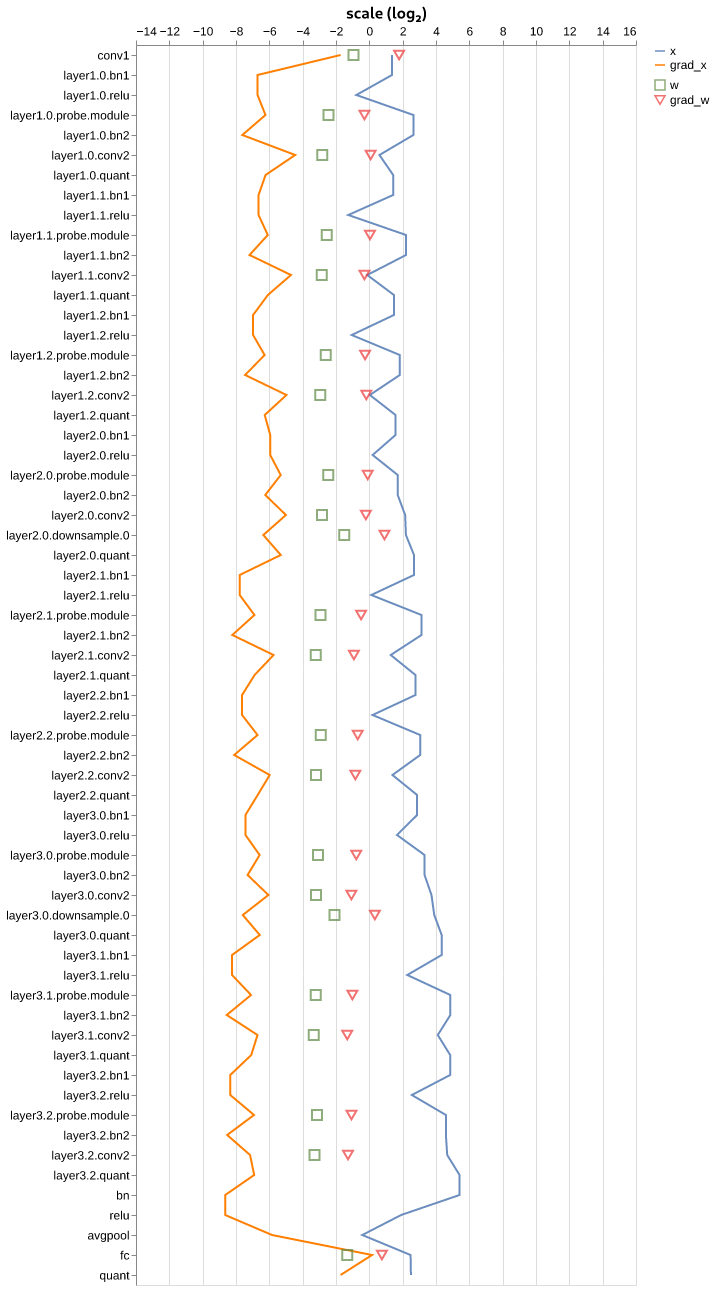 scale (log₂)
−14 −12 −10 −8 −6 −4 −2 0 2 4 6 8 10 12 14 16
x
grad_x
w
grad_w
conv1
layer1.0.bn1
layer1.0.relu
layer1.0.probe.module
layer1.0.bn2
layer1.0.conv2
layer1.0.quant
layer1.1.bn1
layer1.1.relu
layer1.1.probe.module
layer1.1.bn2
layer1.1.conv2
layer1.1.quant
layer1.2.bn1
layer1.2.relu
layer1.2.probe.module
layer1.2.bn2
layer1.2.conv2
layer1.2.quant
layer2.0.bn1
layer2.0.relu
layer2.0.probe.module
layer2.0.bn2
layer2.0.conv2
layer2.0.downsample.0
layer2.0.quant
layer2.1.bn1
layer2.1.relu
layer2.1.probe.module
layer2.1.bn2
layer2.1.conv2
layer2.1.quant
layer2.2.bn1
layer2.2.relu
layer2.2.probe.module
layer2.2.bn2
layer2.2.conv2
layer2.2.quant
layer3.0.bn1
layer3.0.relu
layer3.0.probe.module
layer3.0.bn2
layer3.0.conv2
layer3.0.downsample.0
layer3.0.quant
layer3.1.bn1
layer3.1.relu
layer3.1.probe.module
layer3.1.bn2
layer3.1.conv2
layer3.1.quant
layer3.2.bn1
layer3.2.relu
layer3.2.probe.module
layer3.2.bn2
layer3.2.conv2
layer3.2.quant
bn
relu
avgpool
fc
quant